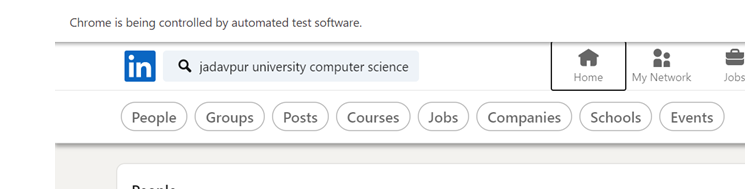 Chrome is being controlled by automated test software.
in jadavpur university computer science
Home My Network Jobs
People Groups Posts Courses Jobs Companies Schools Events